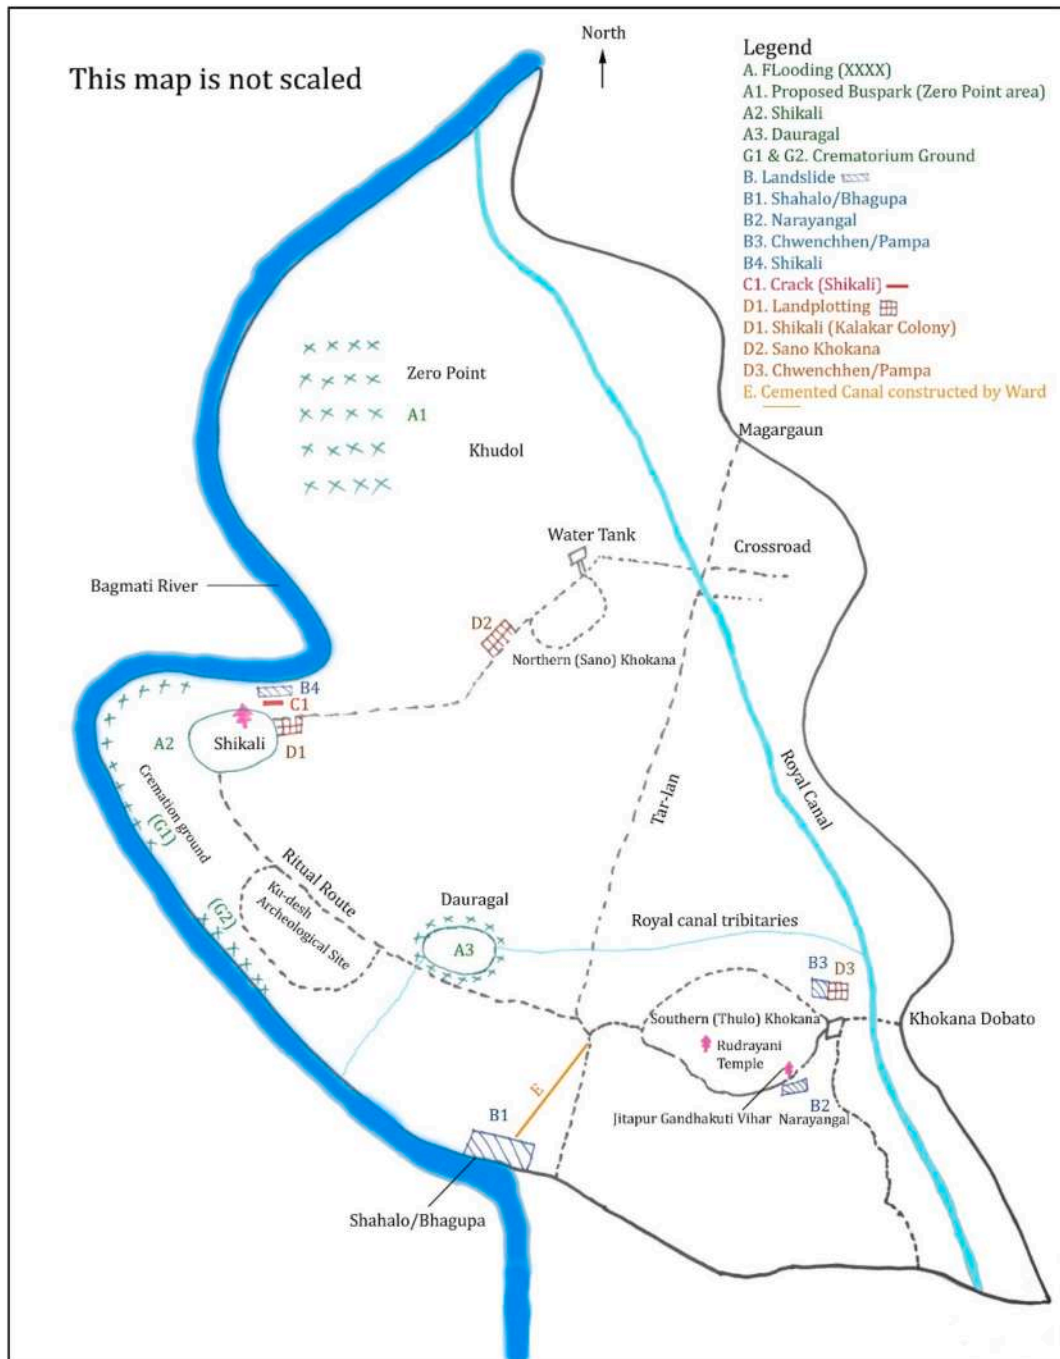 North
This map is not scaled
Legend
A. FLooding (XXXX)
A1. Proposed Buspark (Zero Point area)
A2. Shikali
A3. Dauragal
G1 & G2. Crematorium Ground
B. Landslide
B1. Shahalo/Bhagupa
B2. Narayangal
B3. Chwenchhen/Pampa
B4. Shikali
C1. Crack (Shikali)
D1. Landplotting
D1. Shikali (Kalakar Colony)
D2. Sano Khokana
D3. Chwenchhen/Pampa
E. Cemented Canal constructed by Ward
Zero Point
A1
Khudol
Magargaun
Water Tank
Crossroad
Bagmati River
D2
Northern (Sano) Khokana
B4
C1
A2
Shikali
D1
Royal Canal
Tar-lan
Cremation ground
(G1)
Ritual Route
Ku-desh
Archeological Site
(G2)
Dauragal
A3
Royal canal tribitaries
B3
D3
Southern (Thulo) Khokana
Khokana Dobato
Rudrayani
Temple
E
B1
B2
Jitapur Gandhakuti Vihar
Narayangal
Shahalo/Bhagupa